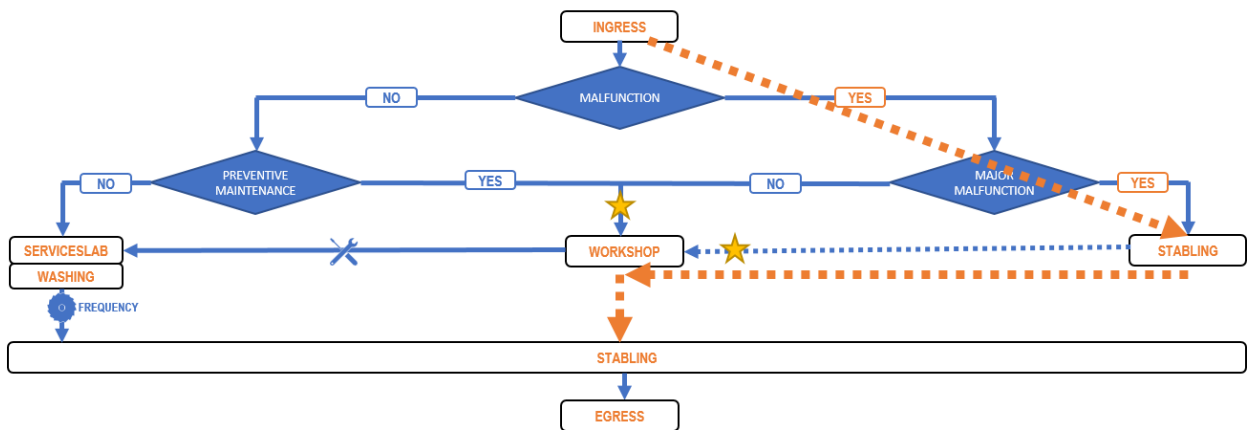 INGRESS
MALFUNCTION
NO
YES
PREVENTIVE
MAINTENANCE
MAJOR
MALFUNCTION
NO
YES
NO
YES
SERVICESLAB
WORKSHOP
STABLING
WASHING
FREQUENCY
STABLING
EGRESS